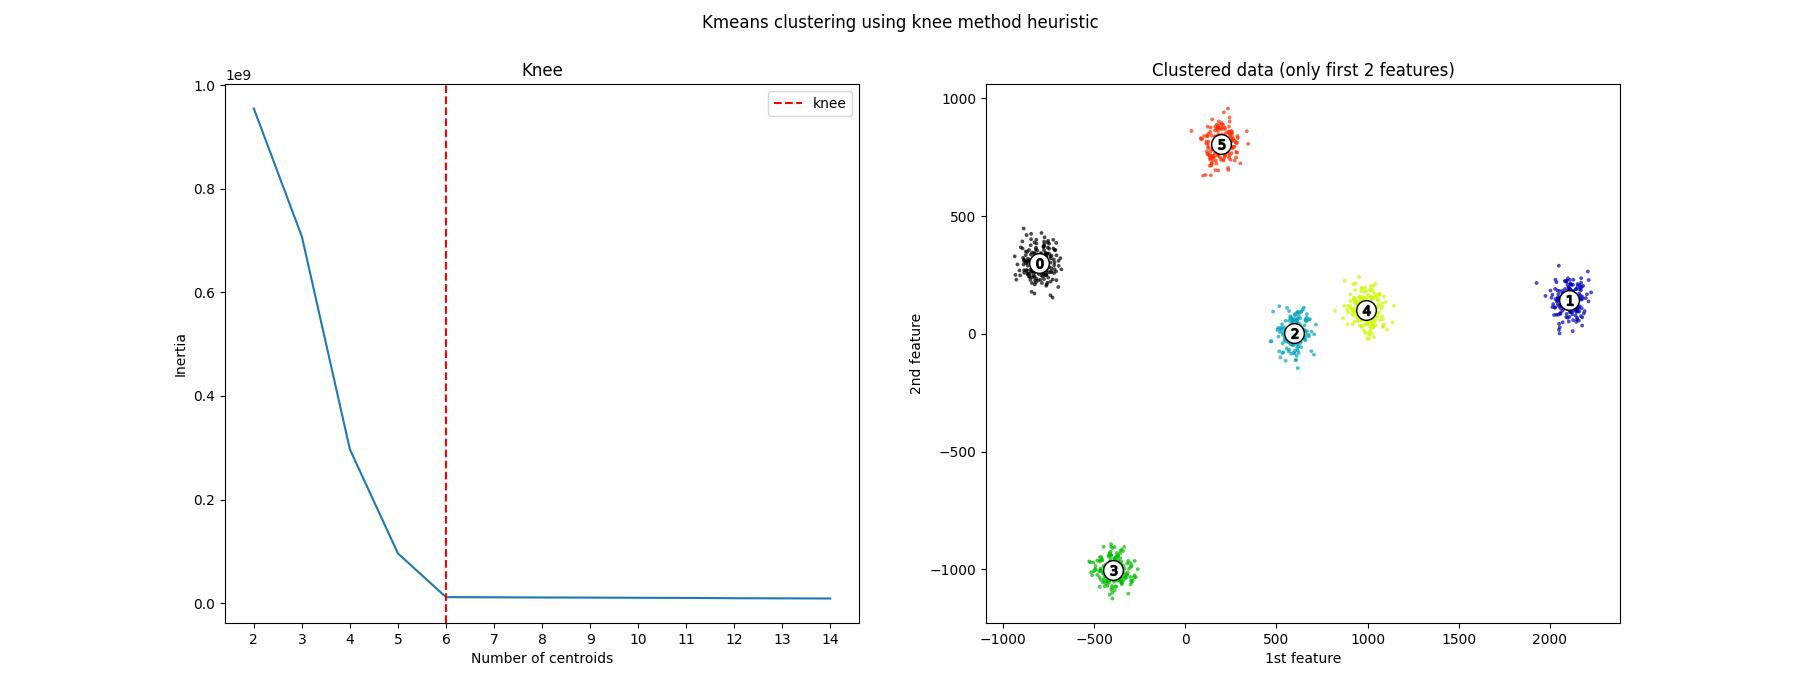 Kmeans clustering using knee method heuristic
Knee
1e9
1.0
0.8
0.6
0.4
0.2
0.0
Inertia
knee
2 3 4 5 6 7 8 9 10 11 12 13 14
Number of centroids
Clustered data (only first 2 features)
1000
500
0
−500
−1000
2nd feature
5
0
1
4
2
3
−1000 −500 0 500 1000 1500 2000
1st feature